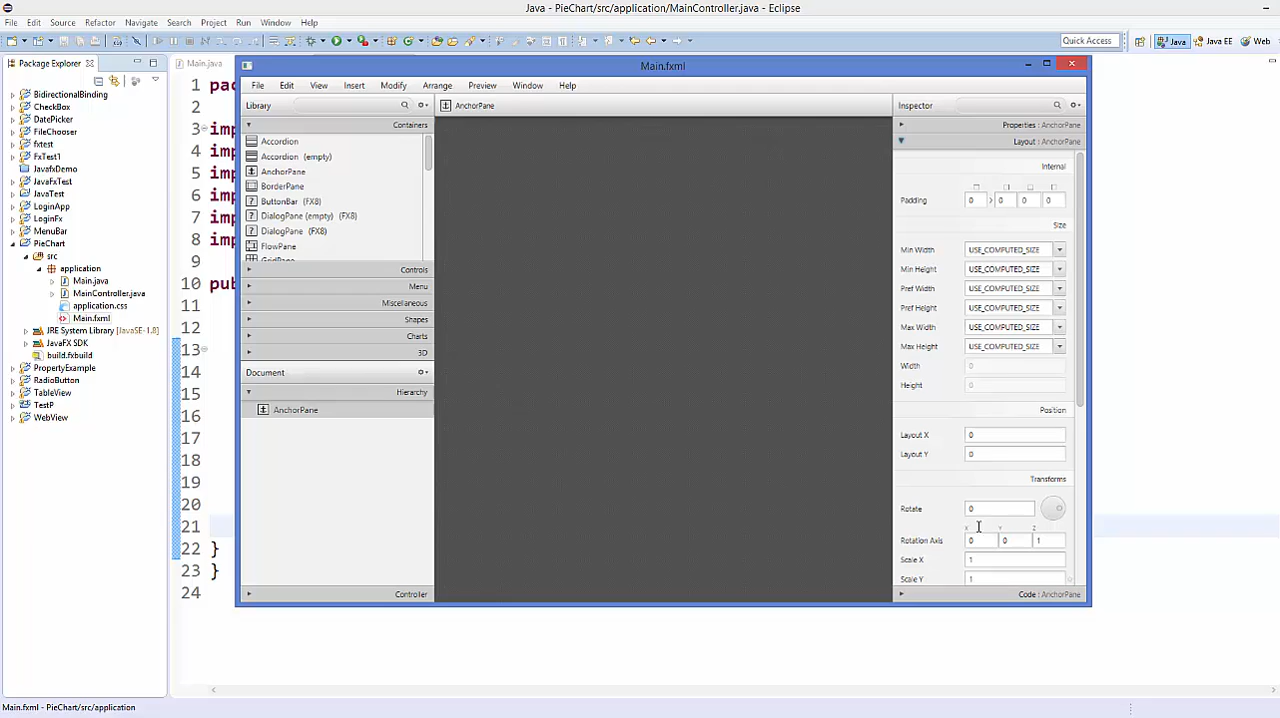 Java - PieChart/src/application/MainController.java - Eclipse
File Edit Source Refactor Navigate Search Project Run Window Help
Quick Access Java Java EE Web
Package Explorer
BidirectionalBinding
CheckBox
DatePicker
FileChooser
fxtest
FxTest1
JavafxDemo
JavaFxTest
JavaTest
LoginApp
LoginFx
MenuBar
PieChart
src
application
Main.java
MainController.java
application.css
Main.fxml
JRE System Library [JavaSE-1.8]
JavaFX SDK
build.fxbuild
PropertyExample
RadioButton
TableView
TestP
WebView
Main.java
1 pac
2
3 imp
4 imp
5 imp
6 imp
7 imp
8 imp
9
10 pub
11
12
13
14
15
16
17
18
19
20
21
22 }
23 }
24
Main.fxml
File Edit View Insert Modify Arrange Preview Window Help
Library
Containers
Accordion
Accordion (empty)
AnchorPane
BorderPane
ButtonBar (FX8)
DialogPane (empty) (FX8)
DialogPane (FX8)
FlowPane
GridPane
Controls
Menu
Miscellaneous
Shapes
Charts
3D
Document
Hierarchy
AnchorPane
Controller
AnchorPane
Inspector
Properties : AnchorPane
Layout : AnchorPane
Internal
Padding 0 0 0 0
Size
Min Width USE_COMPUTED_SIZE
Min Height USE_COMPUTED_SIZE
Pref Width USE_COMPUTED_SIZE
Pref Height USE_COMPUTED_SIZE
Max Width USE_COMPUTED_SIZE
Max Height USE_COMPUTED_SIZE
Width 0
Height 0
Position
Layout X 0
Layout Y 0
Transforms
Rotate 0
X Y Z
Rotation Axis 0 0 1
Scale X 1
Scale Y 1
Code : AnchorPane
Main.fxml - PieChart/src/application